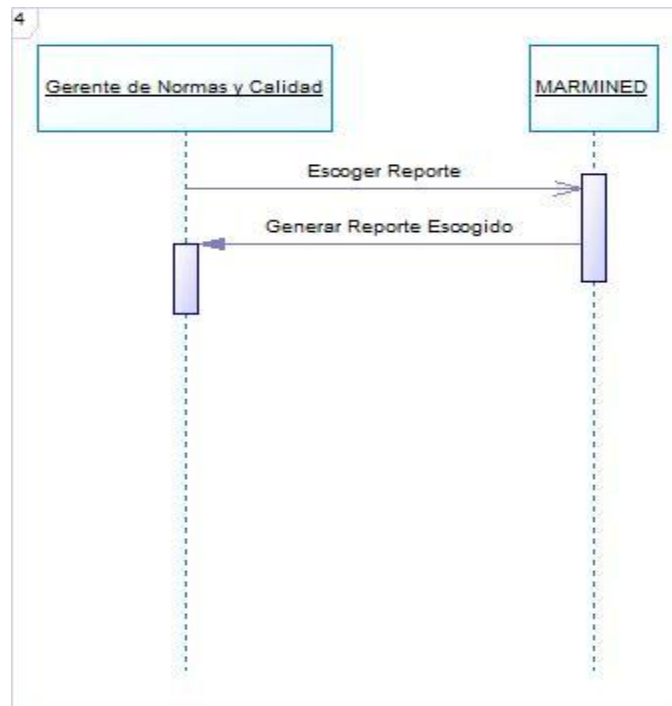 4
Gerente de Normas y Calidad
MARMINED
Escoger Reporte
Generar Reporte Escogido